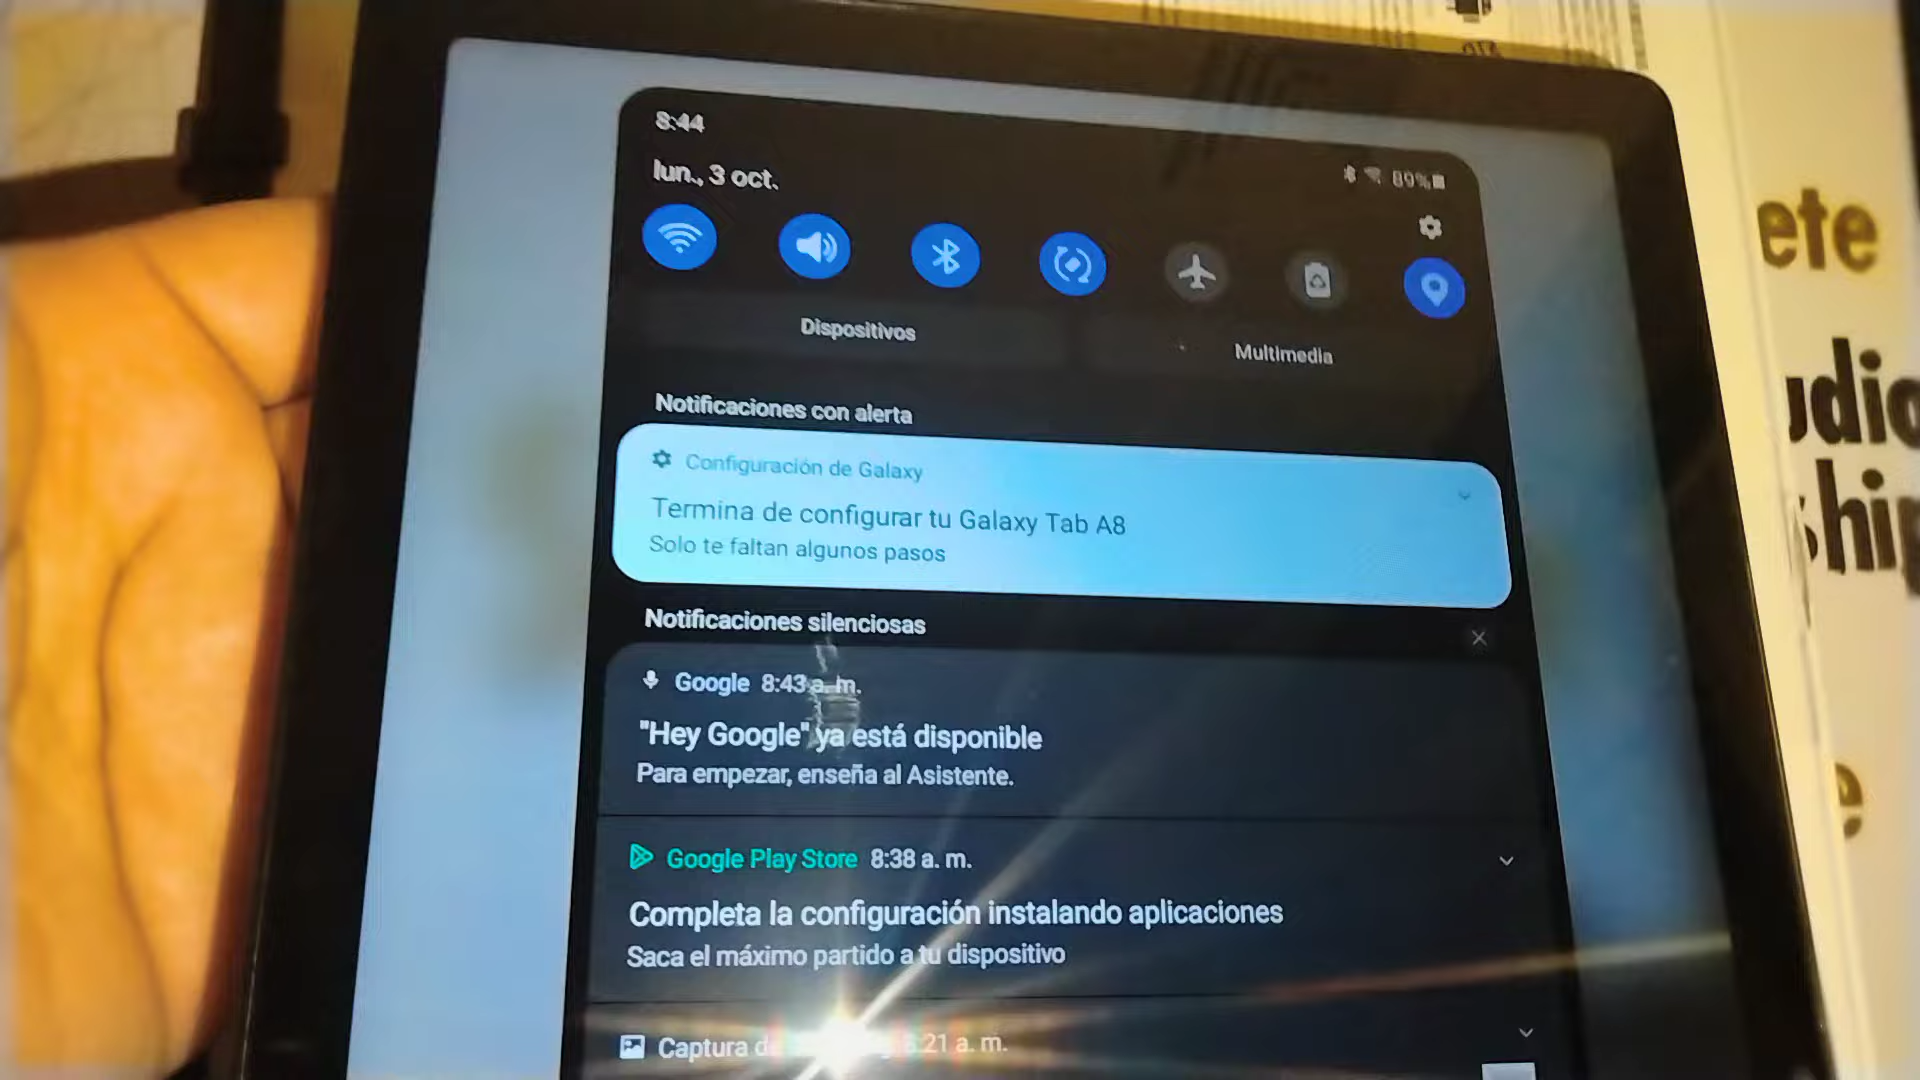 8:44
lun., 3 oct.
89%
Dispositivos
Multimedia
Notificaciones con alerta
Configuración de Galaxy
Termina de configurar tu Galaxy Tab A8
Solo te faltan algunos pasos
Notificaciones silenciosas
Google 8:43 a. m.
"Hey Google" ya está disponible
Para empezar, enseña al Asistente.
Google Play Store 8:38 a. m.
Completa la configuración instalando aplicaciones
Saca el máximo partido a tu dispositivo
Captura de 8:21 a. m.
ete
udio
ship
e